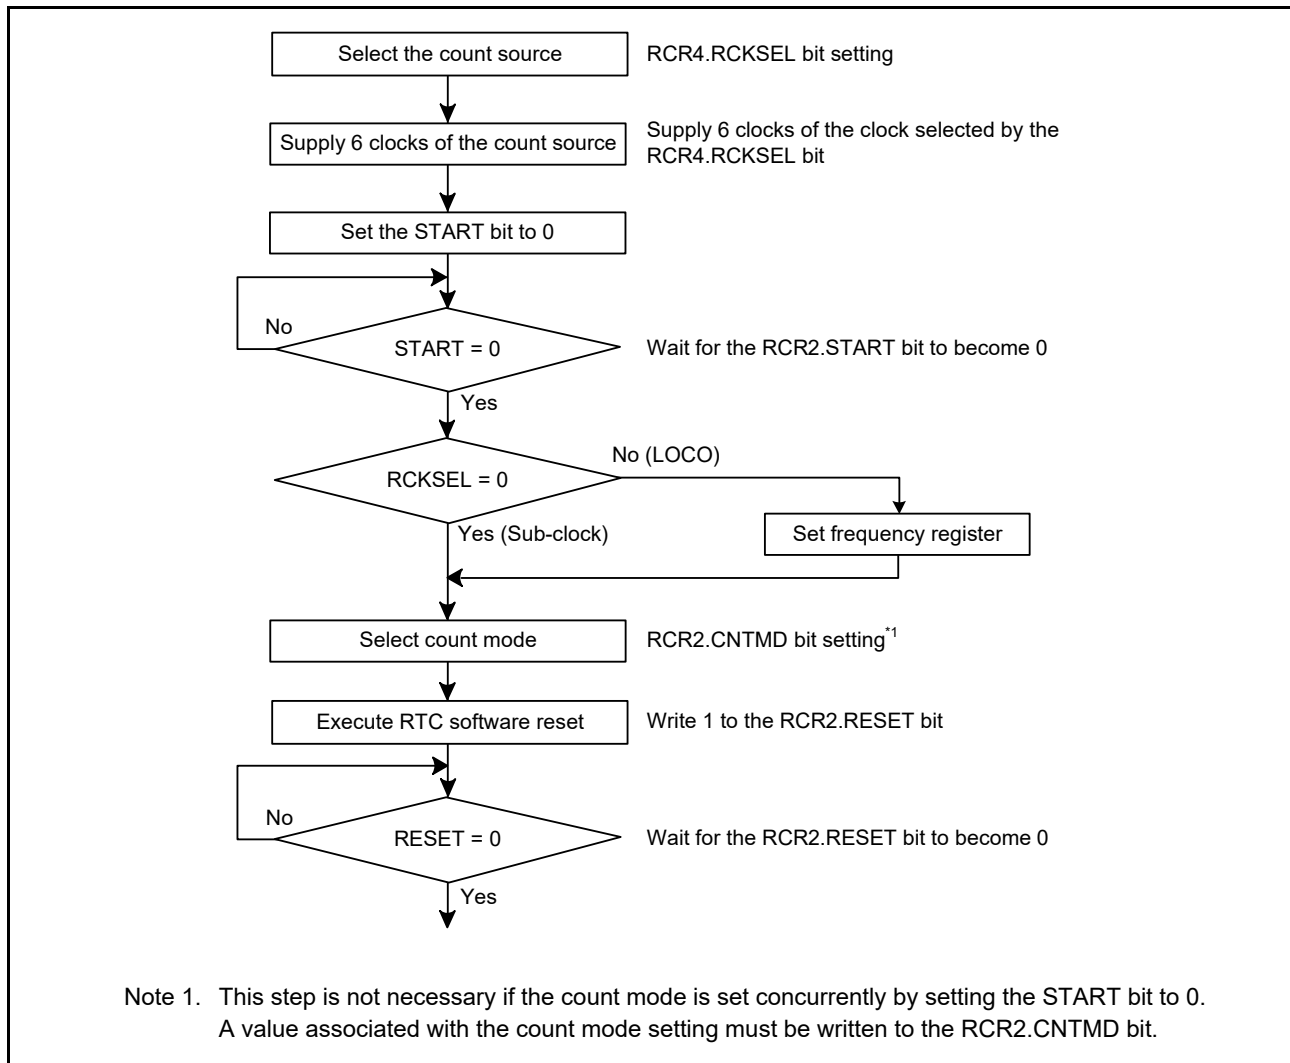 Select the count source
RCR4.RCKSEL bit setting
Supply 6 clocks of the count source
Supply 6 clocks of the clock selected by the
RCR4.RCKSEL bit
Set the START bit to 0
No
START = 0
Wait for the RCR2.START bit to become 0
Yes
No (LOCO)
RCKSEL = 0
Yes (Sub-clock)
Set frequency register
Select count mode
RCR2.CNTMD bit setting*1
Execute RTC software reset
Write 1 to the RCR2.RESET bit
No
RESET = 0
Wait for the RCR2.RESET bit to become 0
Yes
Note 1. This step is not necessary if the count mode is set concurrently by setting the START bit to 0.
A value associated with the count mode setting must be written to the RCR2.CNTMD bit.